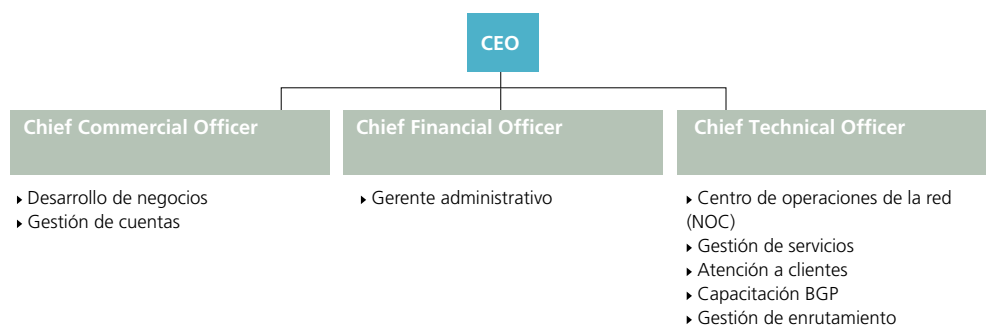 CEO
Chief Commercial Officer
▸ Desarrollo de negocios
▸ Gestión de cuentas
Chief Financial Officer
▸ Gerente administrativo
Chief Technical Officer
▸ Centro de operaciones de la red
(NOC)
▸ Gestión de servicios
▸ Atención a clientes
▸ Capacitación BGP
▸ Gestión de enrutamiento